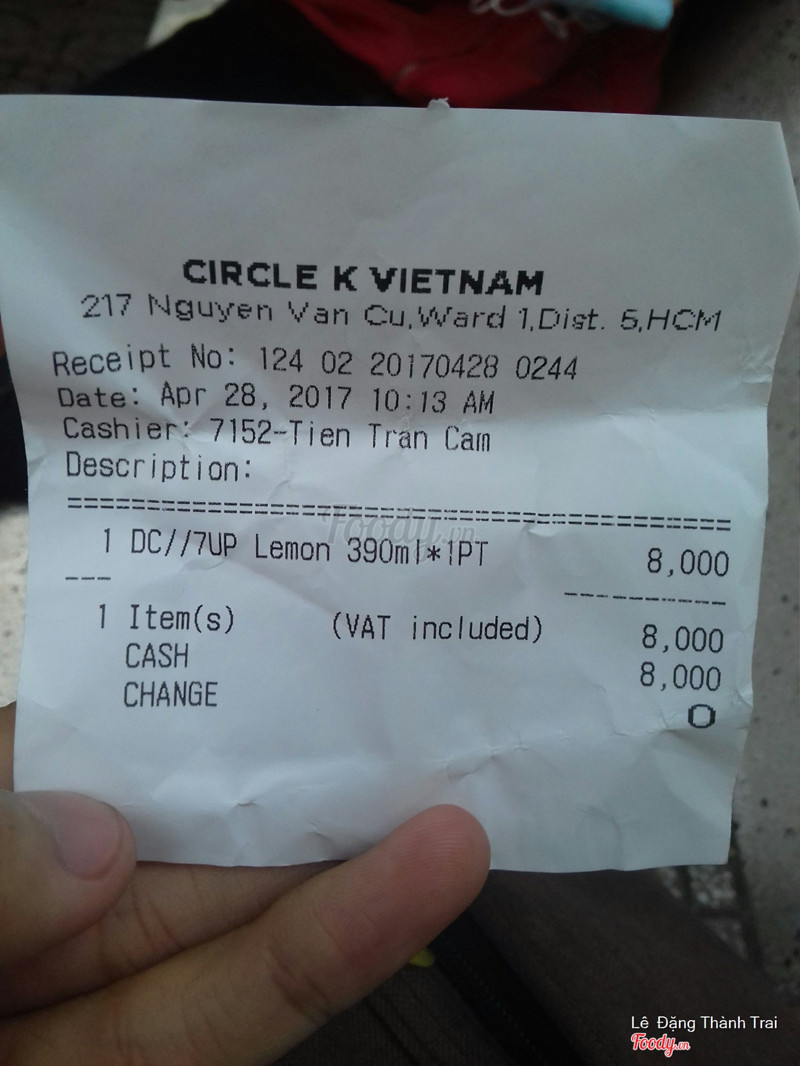 CIRCLE K VIETNAM
217 Nguyen Van Cu,Ward 1,Dist. 5,HCM
Receipt No: 124 02 20170428 0244
Date: Apr 28, 2017 10:13 AM
Cashier: 7152-Tien Tran Cam
Description:
==========================================
Foody.vn
1 DC//7UP Lemon 390ml*1PT 8,000
--- ------------
1 Item(s) (VAT included) 8,000
CASH 8,000
CHANGE 0
Lê Đặng Thành Trai
Foody.vn